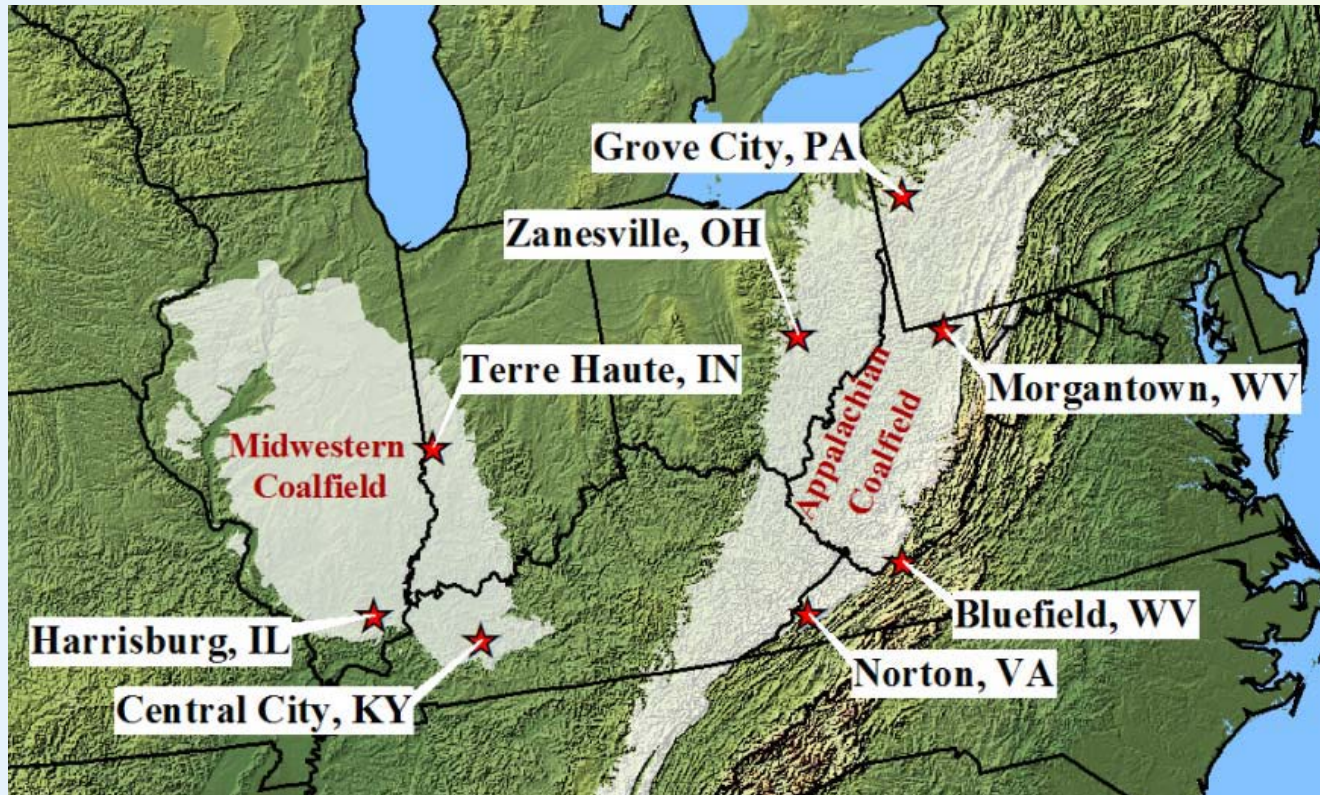 Grove City, PA
Zanesville, OH
Terre Haute, IN
Morgantown, WV
Midwestern
Coalfield
Appalachian
Coalfield
Harrisburg, IL
Bluefield, WV
Norton, VA
Central City, KY